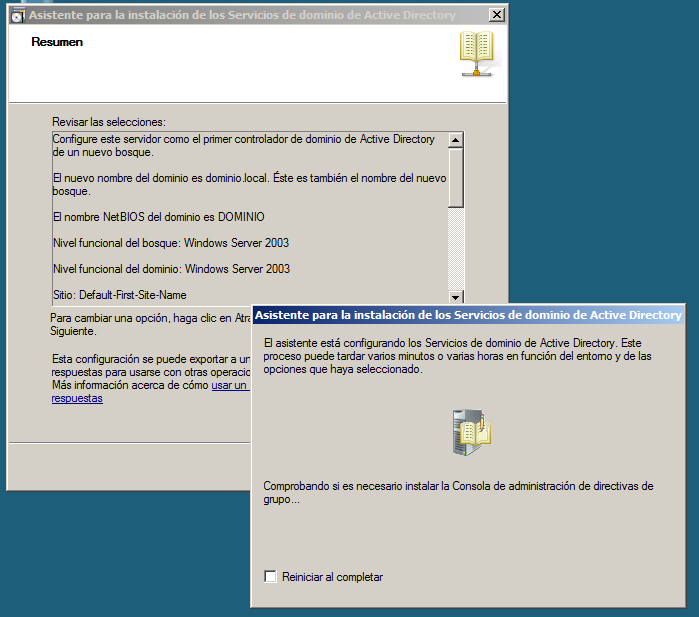 Asistente para la instalación de los Servicios de dominio de Active Directory
Resumen
Revisar las selecciones:
Configure este servidor como el primer controlador de dominio de Active Directory
de un nuevo bosque.
El nuevo nombre del dominio es dominio.local. Éste es también el nombre del nuevo
bosque.
El nombre NetBIOS del dominio es DOMINIO
Nivel funcional del bosque: Windows Server 2003
Nivel funcional del dominio: Windows Server 2003
Sitio: Default-First-Site-Name
Para cambiar una opción, haga clic en Atra
Siguiente.
Esta configuración se puede exportar a un
respuestas para usarse con otras operacio
Más información acerca de cómo usar un
respuestas
Asistente para la instalación de los Servicios de dominio de Active Directory
El asistente está configurando los Servicios de dominio de Active Directory. Este
proceso puede tardar varios minutos o varias horas en función del entorno y de las
opciones que haya seleccionado.
Comprobando si es necesario instalar la Consola de administración de directivas de
grupo...
Reiniciar al completar